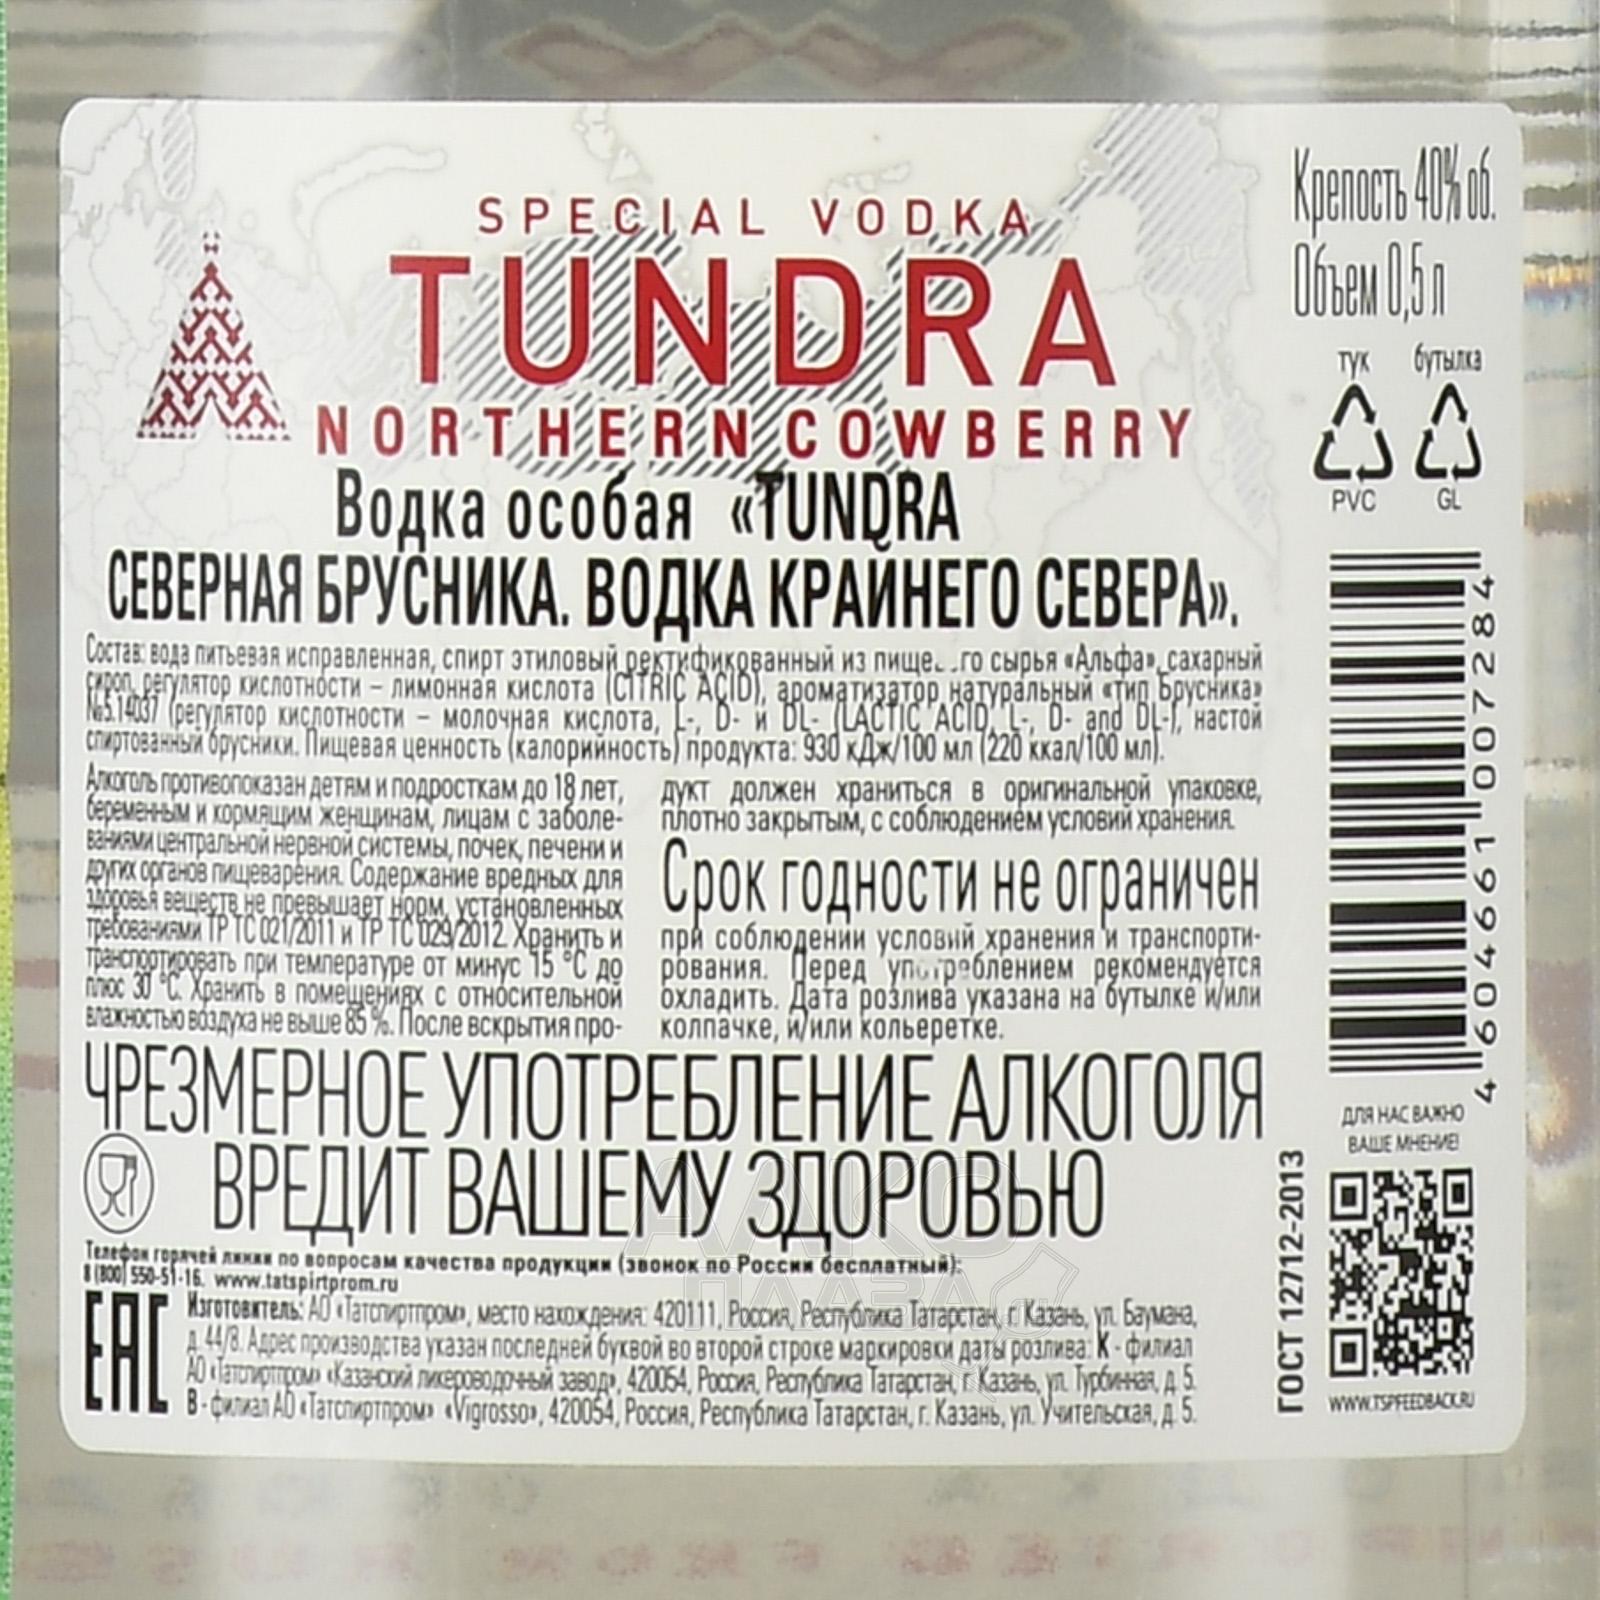 SPECIAL VODKA
TUNDRA
NORTHERN COWBERRY
Водка особая «TUNDRA
СЕВЕРНАЯ БРУСНИКА. ВОДКА КРАЙНЕГО СЕВЕРА».
Состав: вода питьевая исправленная, спирт этиловый ректификованный из пище го сырья «Альфа», сахарный
сироп, регулятор кислотности – лимонная кислота (CITRIC ACID), ароматизатор натуральный «тип Брусника»
№5.14037 (регулятор кислотности – молочная кислота, L-, D- и DL- (LACTIC ACID, L-, D- and DL-), настой
спиртованный брусники. Пищевая ценность (калорийность) продукта: 930 кДж/100 мл (220 ккал/100 мл).
Алкоголь противопоказан детям и подросткам до 18 лет,
беременным и кормящим женщинам, лицам с заболе-
ваниями центральной нервной системы, почек, печени и
других органов пищеварения. Содержание вредных для
здоровья веществ не превышает норм, установленных
требованиями ТР ТС 021/2011 и ТР ТС 029/2012. Хранить и
транспортировать при температуре от минус 15 °С до
плюс 30 °С. Хранить в помещениях с относительной
влажностью воздуха не выше 85 %. После вскрытия про-
дукт должен храниться в оригинальной упаковке,
плотно закрытым, с соблюдением условий хранения.
Срок годности не ограничен
при соблюдении условий хранения и транспорти-
рования. Перед употреблением рекомендуется
охладить. Дата розлива указана на бутылке и/или
колпачке, и/или кольеретке.
ЧРЕЗМЕРНОЕ УПОТРЕБЛЕНИЕ АЛКОГОЛЯ
ВРЕДИТ ВАШЕМУ ЗДОРОВЬЮ
Телефон горячей линии по вопросам качества продукции (звонок по России бесплатный):
8 (800) 550-51-16. www.tatspirtprom.ru
EAC
Изготовитель: АО «Татспиртпром», место нахождения: 420111, Россия, Республика Татарстан, г. Казань, ул. Баумана,
д. 44/8. Адрес производства указан последней буквой во второй строке маркировки даты розлива: К - филиал
АО «Татспиртпром» «Казанский ликероводочный завод», 420054, Россия, Республика Татарстан, г. Казань, ул. Турбинная, д. 5.
В - филиал АО «Татспиртпром» «Vigrosso», 420054, Россия, Республика Татарстан, г. Казань, ул. Учительская, д. 5.
Крепость 40% об.
Объем 0,5 л
тук бутылка
PVC GL
4 604661 007284
ДЛЯ НАС ВАЖНО
ВАШЕ МНЕНИЕ!
ГОСТ 12712-2013
WWW.TSPFEEDBACK.RU
АЛКО
ПЛАЗА
.ru